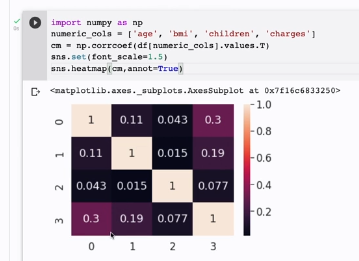 import numpy as np
numeric_cols = ['age', 'bmi', 'children', 'charges']
cm = np.corrcoef(df[numeric_cols].values.T)
sns.set(font_scale=1.5)
sns.heatmap(cm,annot=True)
<matplotlib.axes._subplots.AxesSubplot at 0x7f16c6833250>
1.0
0 1 0.11 0.043 0.3
0.8
1 0.11 1 0.015 0.19
0.6
0.4
2 0.043 0.015 1 0.077
0.2
3 0.3 0.19 0.077 1
0 1 2 3